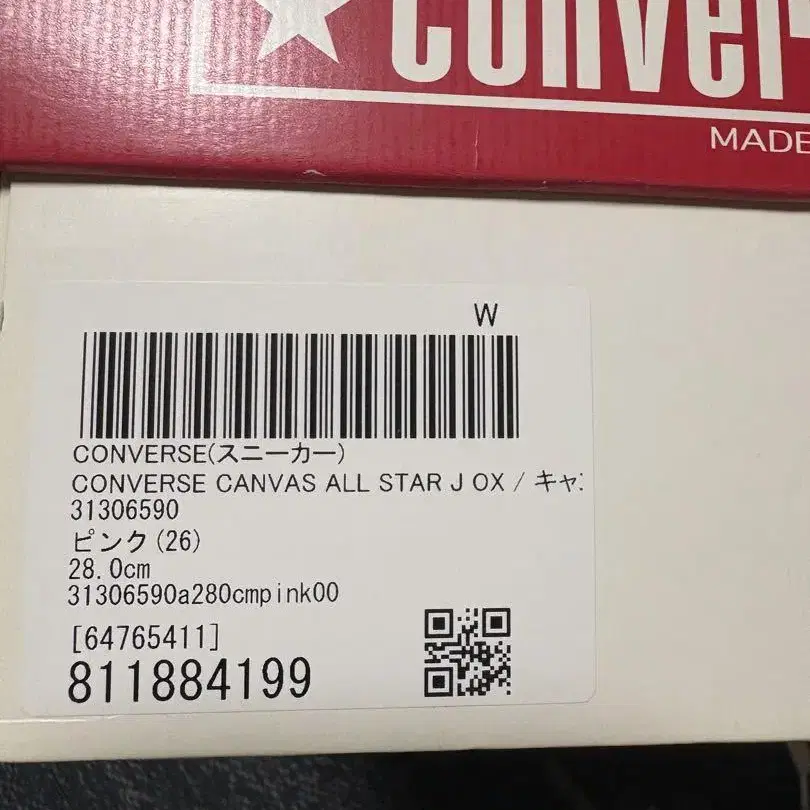 conver
MADE
W
CONVERSE(スニーカー)
CONVERSE CANVAS ALL STAR J OX / キャ
31306590
ピンク(26)
28.0cm
31306590a280cmpink00
[64765411]
811884199